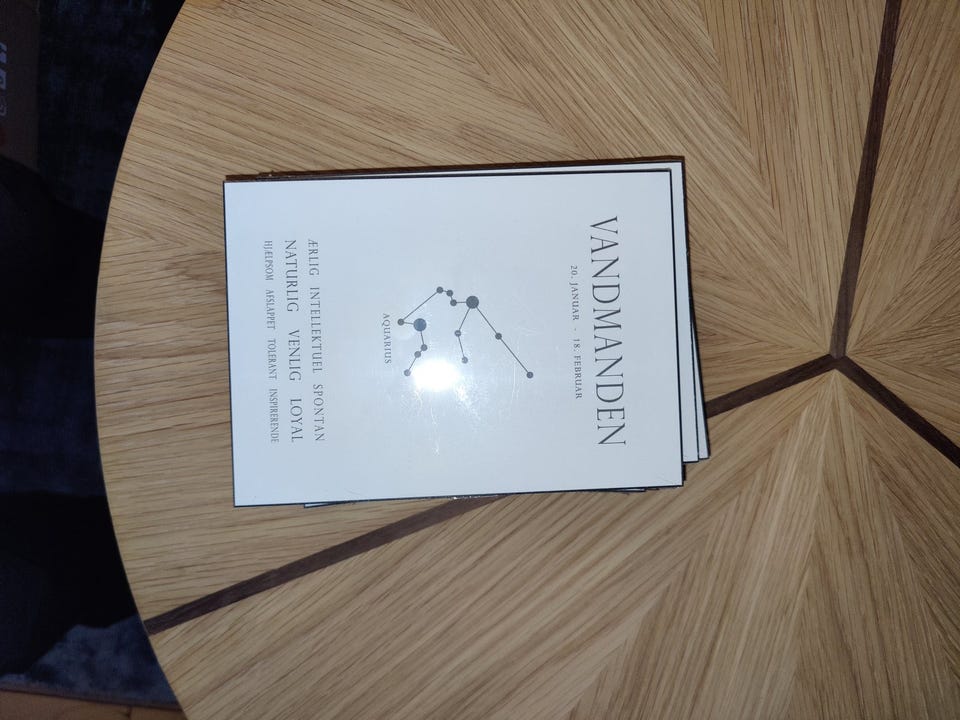 VANDMANDEN
20. JANUAR - 18. FEBRUAR
AQUARIUS
ÆRLIG INTELLEKTUEL SPONTAN
NATURLIG VENLIG LOYAL
HJÆLPSOM AFSLAPPET TOLERANT INSPIRERENDE